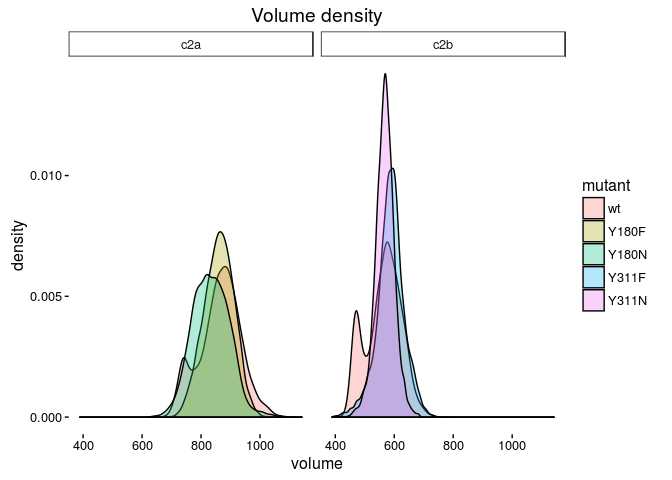 Volume density
c2a c2b
density
0.010
0.005
0.000
400 600 800 1000 400 600 800 1000
volume
mutant
wt
Y180F
Y180N
Y311F
Y311N